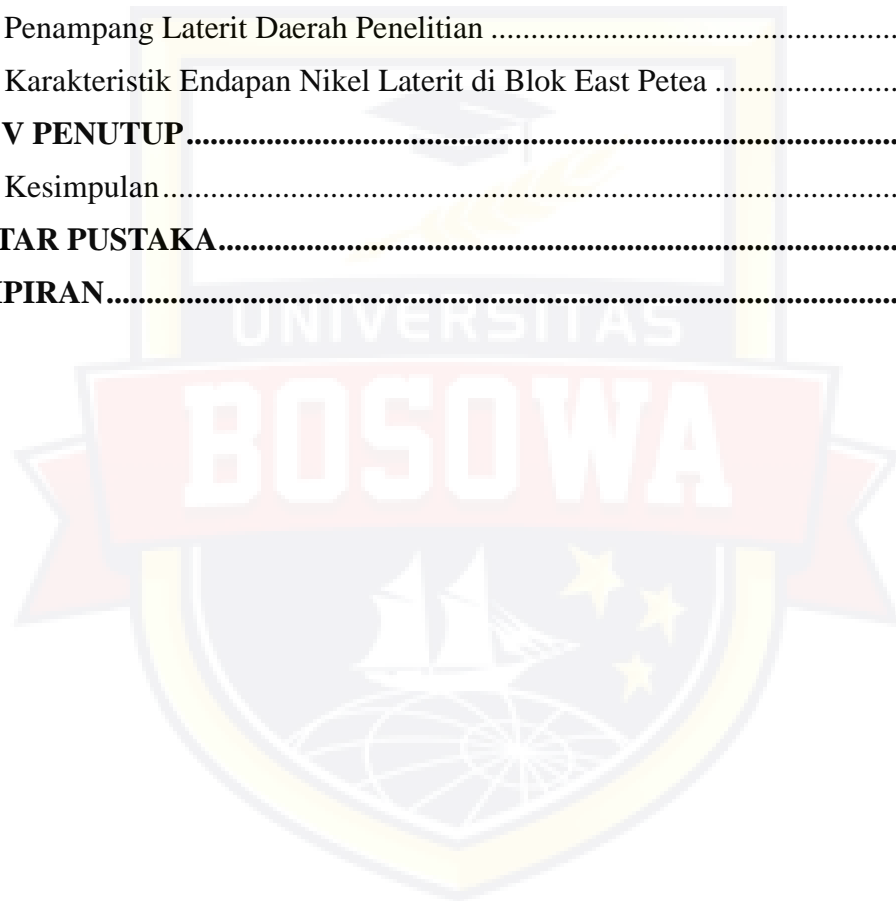 Penampang Laterit Daerah Penelitian ....................................................
Karakteristik Endapan Nikel Laterit di Blok East Petea .......................
V PENUTUP.........................................................................................
Kesimpulan............................................................................................
TAR PUSTAKA.....................................................................................
PIRAN...................................................................................................
UNIVERSITAS
BOSOWA